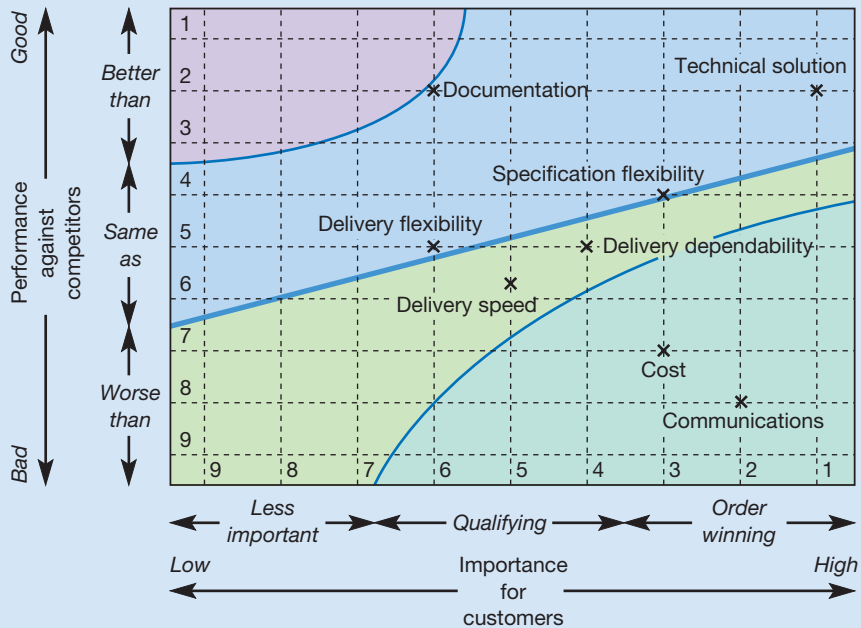 Good
Performance
against
competitors
Bad
Better
than
Same
as
Worse
than
1
2
3
4
5
6
7
8
9
Documentation
Technical solution
Specification flexibility
Delivery flexibility
Delivery dependability
Delivery speed
Cost
Communications
9
8
7
6
5
4
3
2
1
Less
important
Qualifying
Order
winning
Low
Importance
for
customers
High